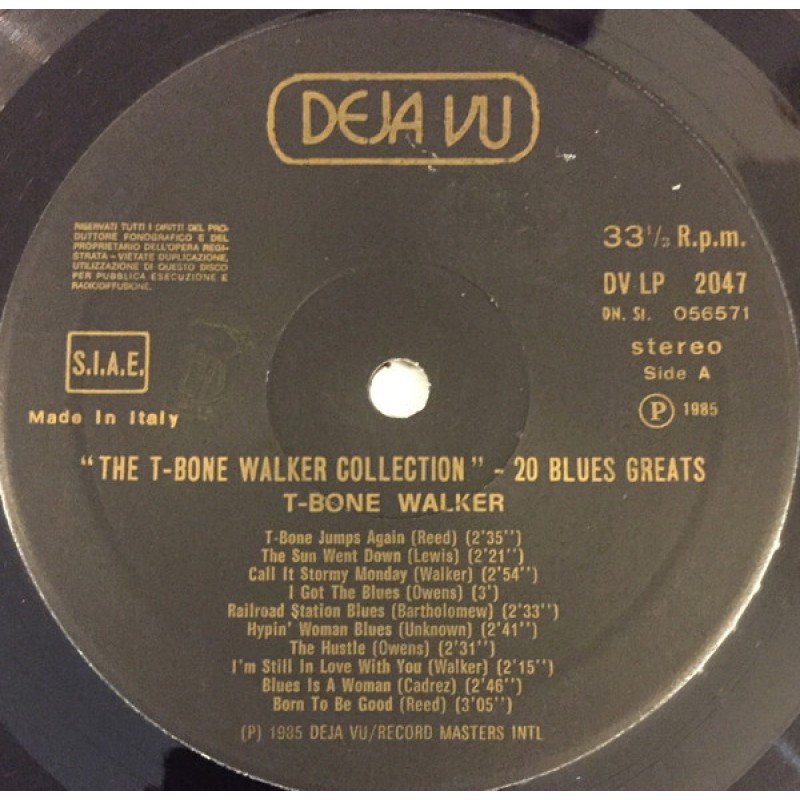 DEJA VU
RISERVATI TUTTI I DIRITTI DEL PRO-
DUTTORE FONOGRAFICO E DEL
PROPRIETARIO DELL'OPERA REGI-
STRATA - VIETATE DUPLICAZIONE,
UTILIZZAZIONE DI QUESTO DISCO
PER PUBBLICA ESECUZIONE E
RADIODIFFUSIONE.
S.I.A.E.
Made In Italy
33 1/3 R.p.m.
DV LP 2047
DN. SI. 056571
stereo
Side A
℗ 1985
"THE T-BONE WALKER COLLECTION" - 20 BLUES GREATS
T-BONE WALKER
T-Bone Jumps Again (Reed) (2'35'')
The Sun Went Down (Lewis) (2'21'')
Call It Stormy Monday (Walker) (2'54'')
I Got The Blues (Owens) (3')
Railroad Station Blues (Bartholomew) (2'33'')
Hypin' Woman Blues (Unknown) (2'41'')
The Hustle (Owens) (2'31'')
I'm Still In Love With You (Walker) (2'15'')
Blues Is A Woman (Cadrez) (2'46'')
Born To Be Good (Reed) (3'05'')
(P) 1985 DEJA VU/RECORD MASTERS INTL